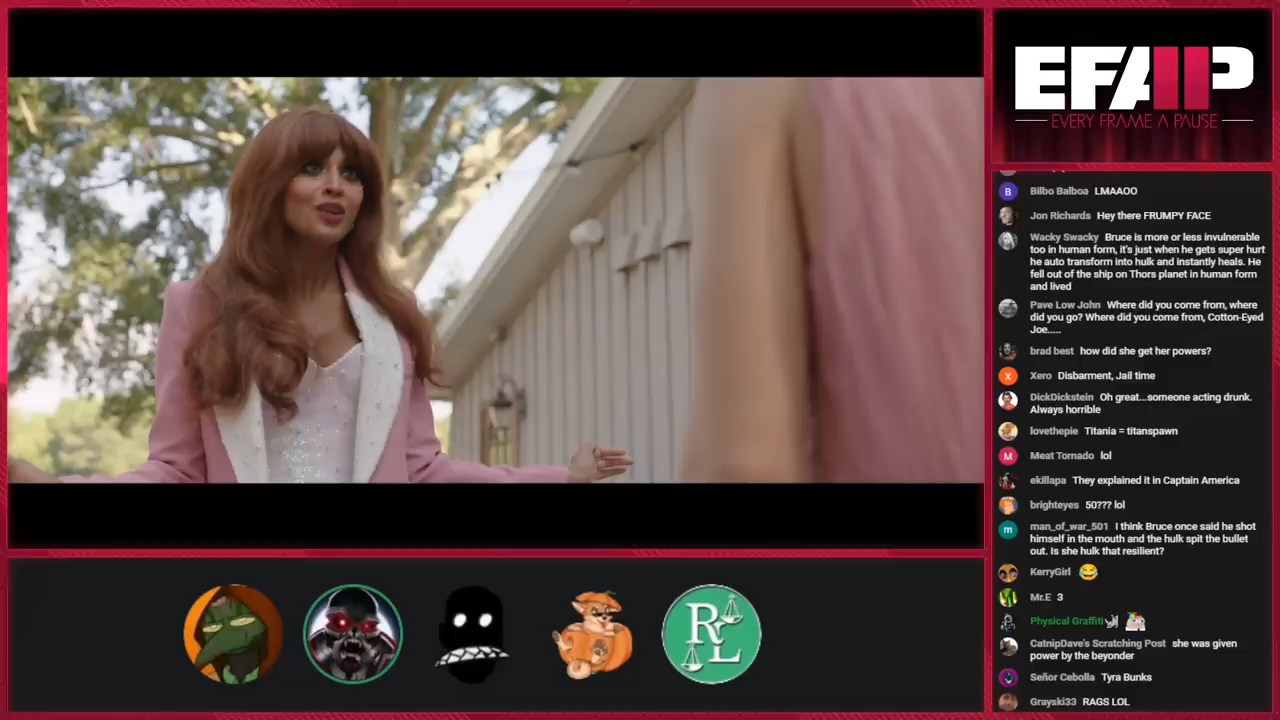 EFAP
EVERY FRAME A PAUSE
B Bilbo Balboa LMAAOO
Jon Richards Hey there FRUMPY FACE
Wacky Swacky Bruce is more or less invulnerable
too in human form, it's just when he gets super hurt
he auto transform into hulk and instantly heals. He
fell out of the ship on Thors planet in human form
and lived
Pave Low John Where did you come from, where
did you go? Where did you come from, Cotton-Eyed
Joe.....
brad best how did she get her powers?
X Xero Disbarment, Jail time
DickDickstein Oh great...someone acting drunk.
Always horrible
lovethepie Titania = titanspawn
M Meat Tornado lol
ekillapa They explained it in Captain America
brighteyes 50??? lol
m man_of_war_501 I think Bruce once said he shot
himself in the mouth and the hulk spit the bullet
out. Is she hulk that resilient?
KerryGirl 😂
Mr.E 3
Physical Graffiti
CatnipDave's Scratching Post she was given
power by the beyonder
Señor Cebolla Tyra Bunks
Grayski33 RAGS LOL
R
L